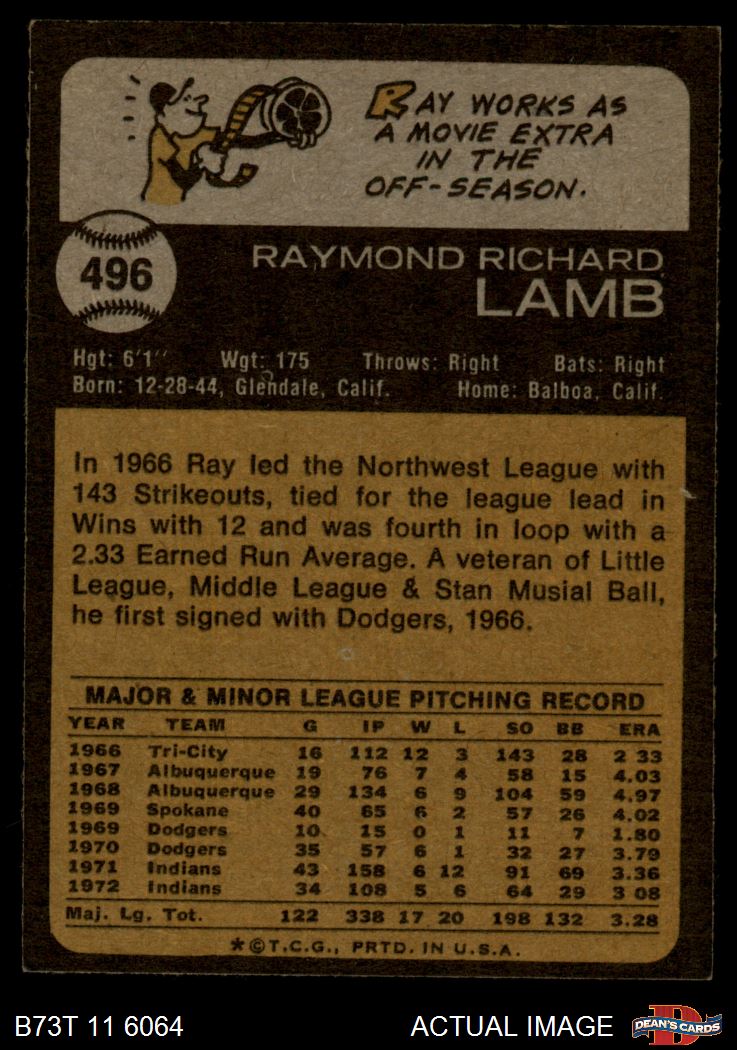 RAY WORKS AS
A MOVIE EXTRA
IN THE
OFF-SEASON.
496
RAYMOND RICHARD
LAMB
Hgt: 6'1" Wgt: 175 Throws: Right Bats: Right
Born: 12-28-44, Glendale, Calif. Home: Balboa, Calif.
In 1966 Ray led the Northwest League with
143 Strikeouts, tied for the league lead in
Wins with 12 and was fourth in loop with a
2.33 Earned Run Average. A veteran of Little
League, Middle League & Stan Musial Ball,
he first signed with Dodgers, 1966.
MAJOR & MINOR LEAGUE PITCHING RECORD
YEAR TEAM G IP W L SO BB ERA
1966 Tri-City 16 112 12 3 143 28 2 33
1967 Albuquerque 19 76 7 4 58 15 4.03
1968 Albuquerque 29 134 6 9 104 59 4.97
1969 Spokane 40 65 6 2 57 26 4.02
1969 Dodgers 10 15 0 1 11 7 1.80
1970 Dodgers 35 57 6 1 32 27 3.79
1971 Indians 43 158 6 12 91 69 3.36
1972 Indians 34 108 5 6 64 29 3 08
Maj. Lg. Tot. 122 338 17 20 198 132 3.28
*©T.C.G., PRTD. IN U.S.A.
B73T 11 6064 ACTUAL IMAGE DEAN'S CARDS